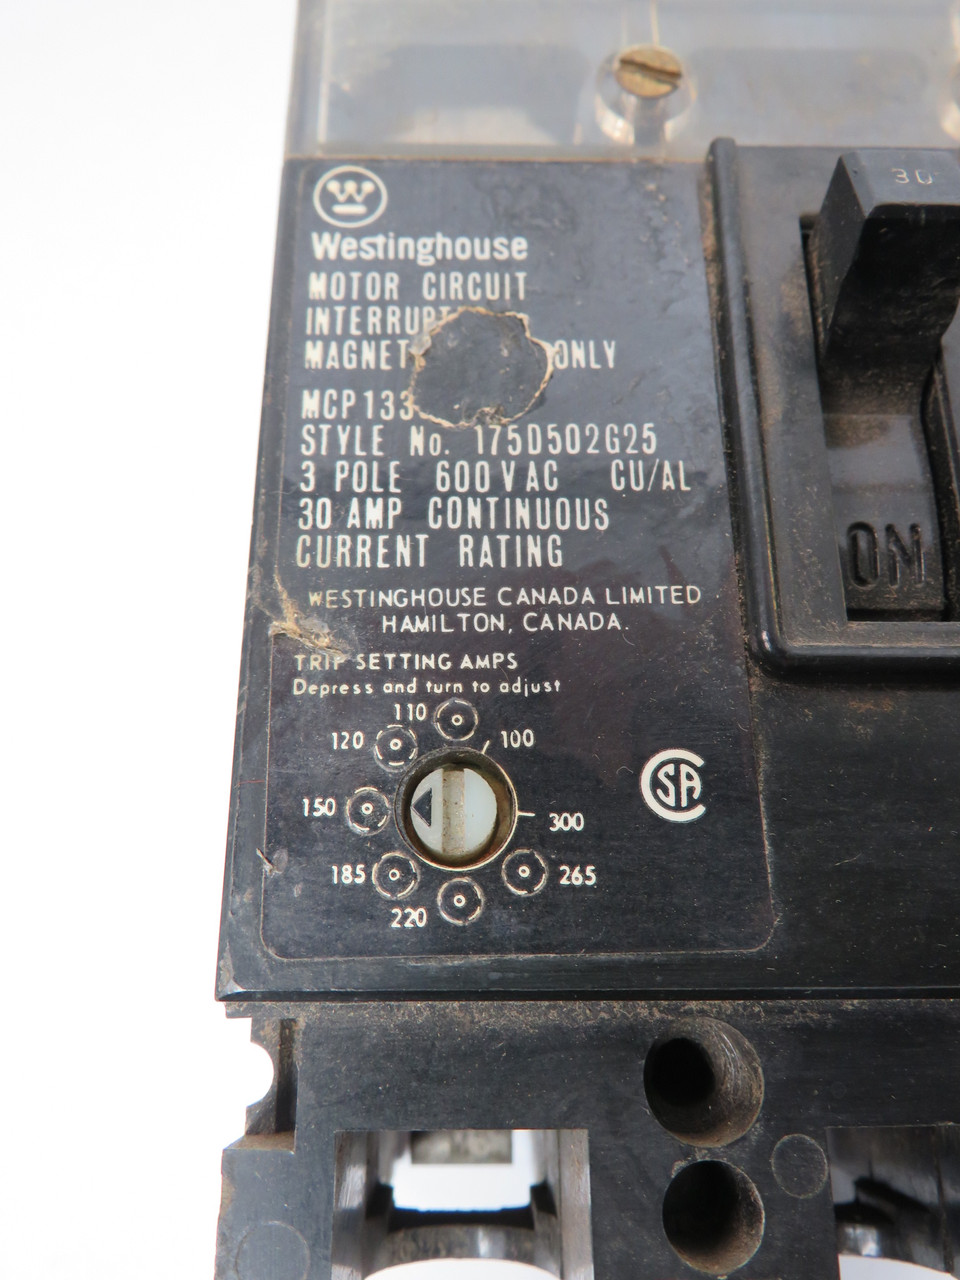 30
W
Westinghouse
MOTOR CIRCUIT
ONLY
STYLE No. 175D502G25
3 POLE 600 V AC CU/AL
30 AMP CONTINUOUS
CURRENT RATING
WESTINGHOUSE CANADA LIMITED
HAMILTON, CANADA.
ON
TRIP SETTING AMPS
Depress and turn to adjust
110
120 100
150 300
185 265
220
CSA